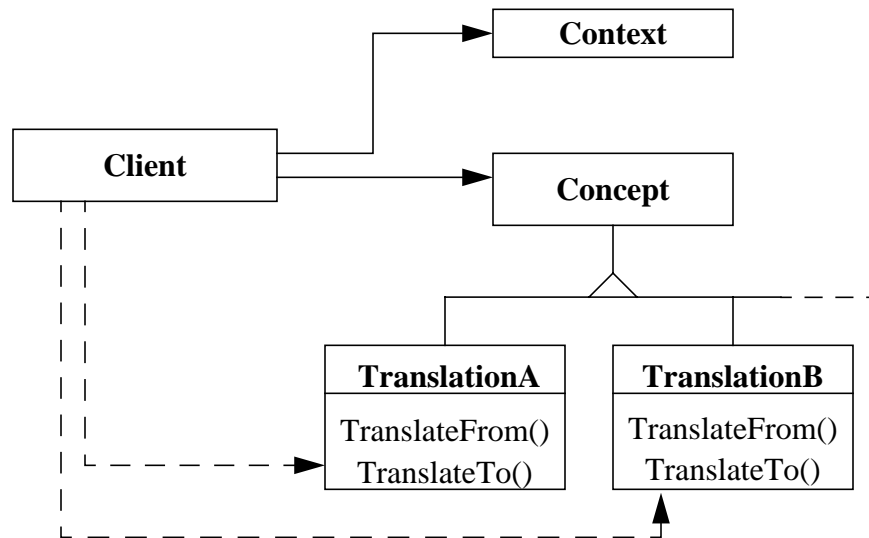 Context
Client
Concept
TranslationA
TranslateFrom()
TranslateTo()
TranslationB
TranslateFrom()
TranslateTo()